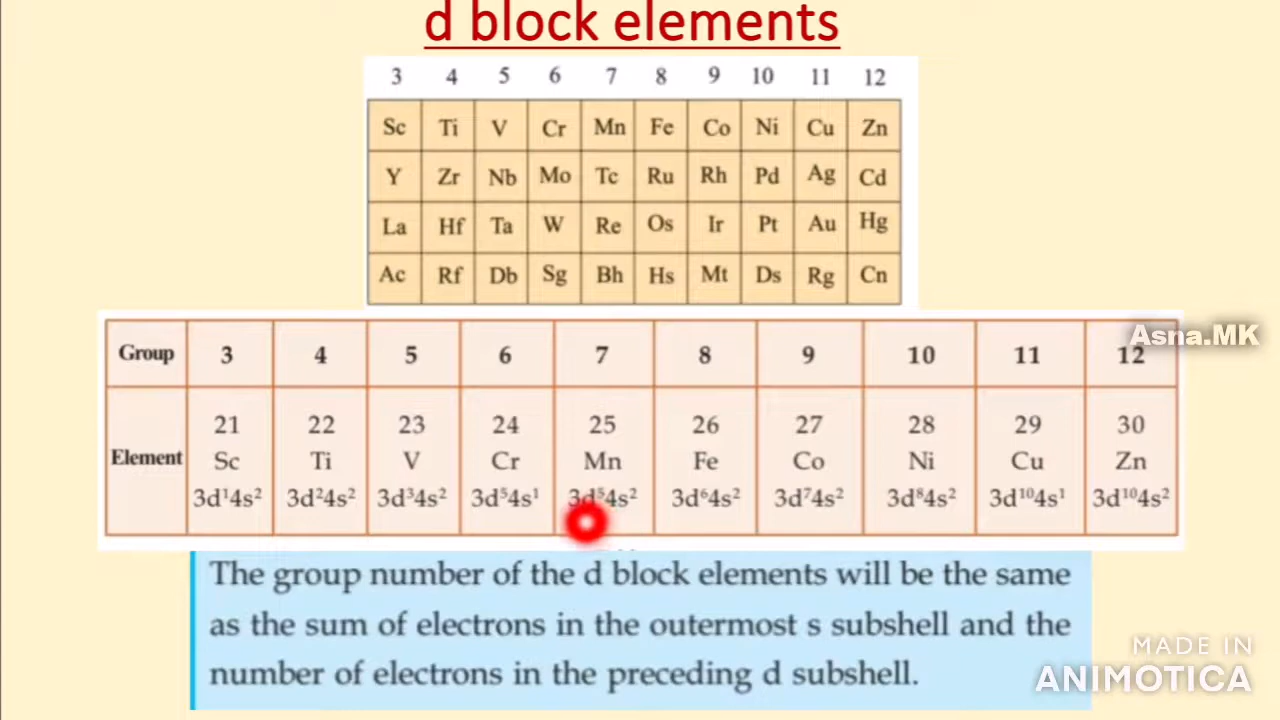 d block elements
3 4 5 6 7 8 9 10 11 12
Sc Ti V Cr Mn Fe Co Ni Cu Zn
Y Zr Nb Mo Tc Ru Rh Pd Ag Cd
La Hf Ta W Re Os Ir Pt Au Hg
Ac Rf Db Sg Bh Hs Mt Ds Rg Cn
Asna.MK
Group 3 4 5 6 7 8 9 10 11 12
21 22 23 24 25 26 27 28 29 30
Element Sc Ti V Cr Mn Fe Co Ni Cu Zn
3d¹4s² 3d²4s² 3d³4s² 3d⁵4s¹ 3d⁵4s² 3d⁶4s² 3d⁷4s² 3d⁸4s² 3d¹⁰4s¹ 3d¹⁰4s²
The group number of the d block elements will be the same
as the sum of electrons in the outermost s subshell and the
number of electrons in the preceding d subshell.
MADE IN
ANIMOTICA